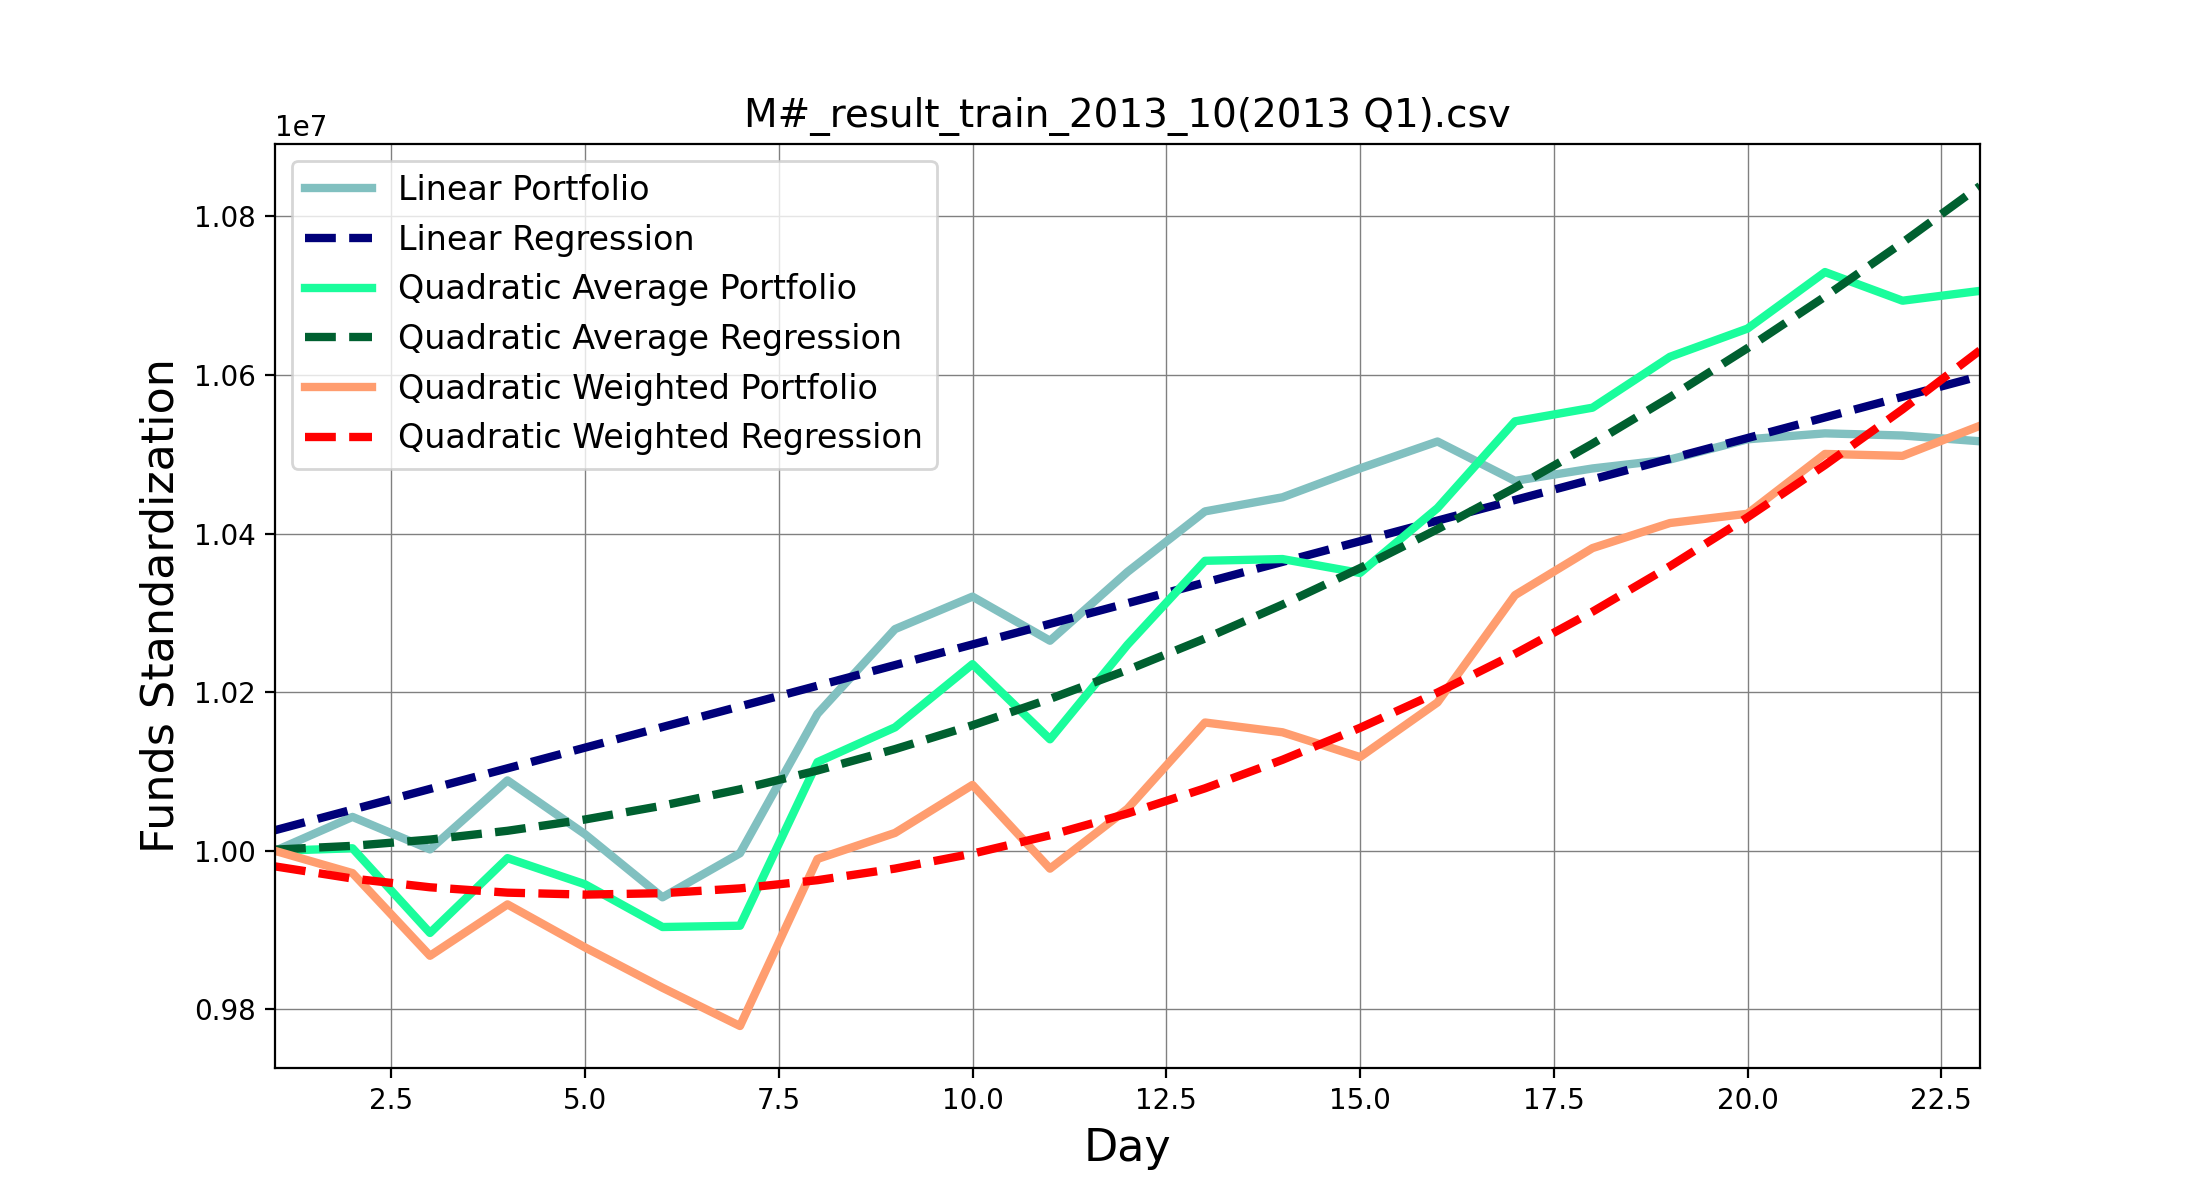 M#_result_train_2013_10(2013 Q1).csv
1e7
Linear Portfolio
Linear Regression
Quadratic Average Portfolio
Quadratic Average Regression
Quadratic Weighted Portfolio
Quadratic Weighted Regression
1.08
1.06
1.04
1.02
1.00
0.98
Funds Standardization
2.5 5.0 7.5 10.0 12.5 15.0 17.5 20.0 22.5
Day